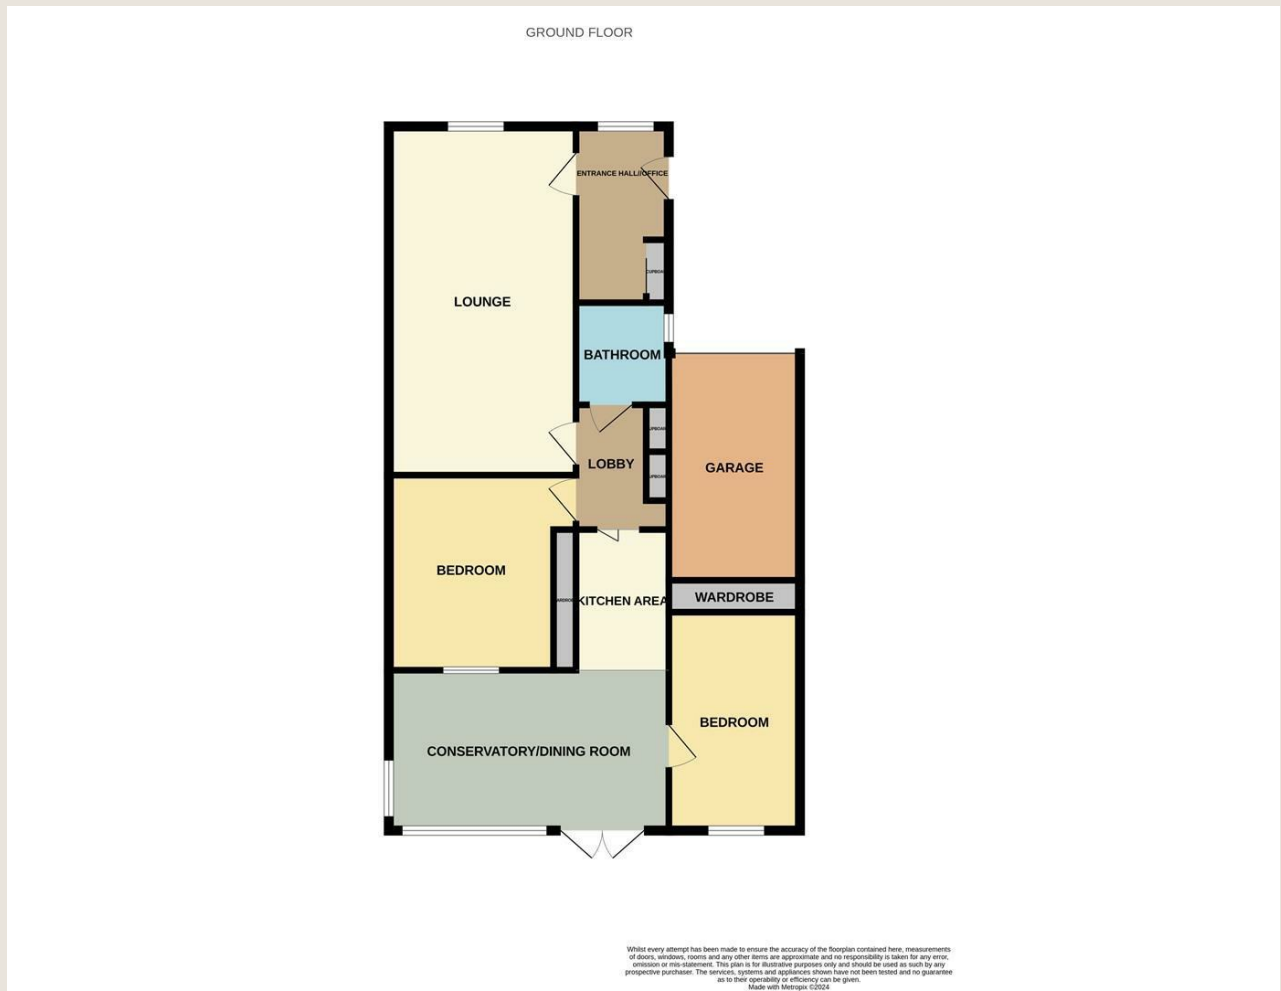 GROUND FLOOR
ENTRANCE HALL//OFFICE
LOUNGE
BATHROOM
LOBBY
GARAGE
BEDROOM
KITCHEN AREA
WARDROBE
BEDROOM
CONSERVATORY/DINING ROOM
Whilst every attempt has been made to ensure the accuracy of the floorplan contained here, measurements
of doors, windows, rooms and any other items are approximate and no responsibility is taken for any error,
omission or mis-statement. This plan is for illustrative purposes only and should be used as such by any
prospective purchaser. The services, systems and appliances shown have not been tested and no guarantee
as to their operability or efficiency can be given.
Made with Metropix ©2024